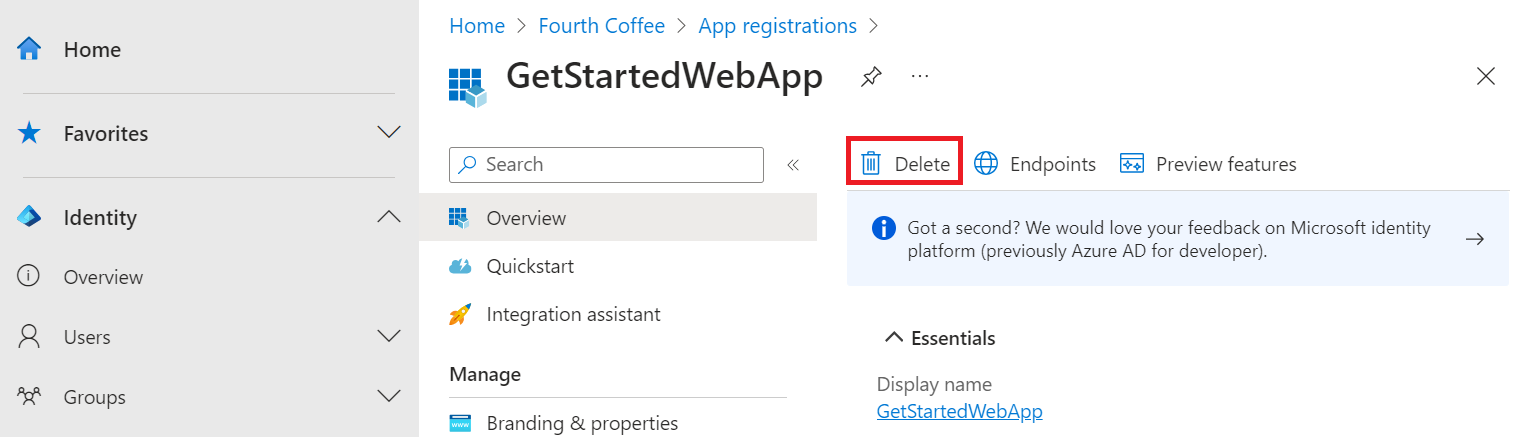 Home
Favorites
Identity
Overview
Users
Groups
Home > Fourth Coffee > App registrations >
GetStartedWebApp ...
Search
«
Overview
Quickstart
Integration assistant
Manage
Branding & properties
Delete Endpoints Preview features
Got a second? We would love your feedback on Microsoft identity
platform (previously Azure AD for developer).
Essentials
Display name
GetStartedWebApp